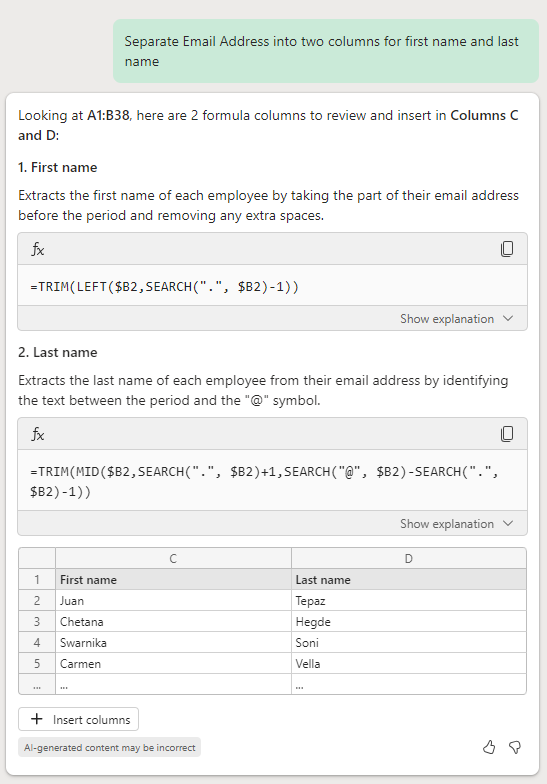 Separate Email Address into two columns for first name and last
name
Looking at A1:B38, here are 2 formula columns to review and insert in Columns C
and D:
1. First name
Extracts the first name of each employee by taking the part of their email address
before the period and removing any extra spaces.
fx
=TRIM(LEFT($B2,SEARCH(".", $B2)-1))
Show explanation
2. Last name
Extracts the last name of each employee from their email address by identifying
the text between the period and the "@" symbol.
fx
=TRIM(MID($B2,SEARCH(".", $B2)+1,SEARCH("@", $B2)-SEARCH(".",
$B2)-1))
Show explanation
C D
1 First name Last name
2 Juan Tepaz
3 Chetana Hegde
4 Swarnika Soni
5 Carmen Vella
... ... ...
+ Insert columns
AI-generated content may be incorrect